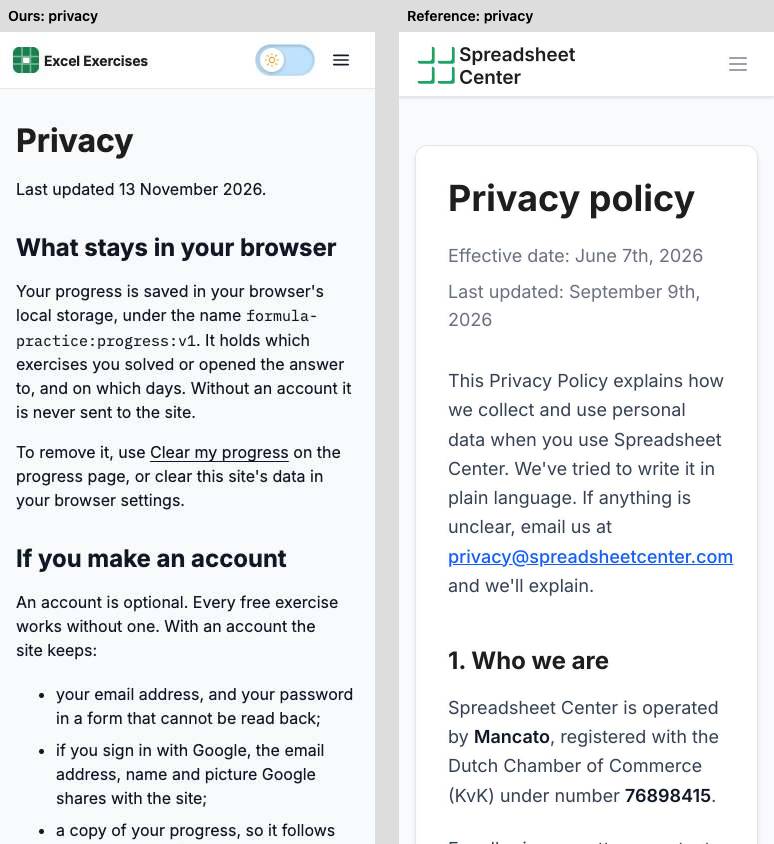 Ours: privacy
Excel Exercises
Privacy
Last updated 13 November 2026.
What stays in your browser
Your progress is saved in your browser's
local storage, under the name formula-
practice:progress:v1. It holds which
exercises you solved or opened the answer
to, and on which days. Without an account it
is never sent to the site.
To remove it, use Clear my progress on the
progress page, or clear this site's data in
your browser settings.
If you make an account
An account is optional. Every free exercise
works without one. With an account the
site keeps:
• your email address, and your password
in a form that cannot be read back;
• if you sign in with Google, the email
address, name and picture Google
shares with the site;
• a copy of your progress, so it follows
Reference: privacy
Spreadsheet
Center
Privacy policy
Effective date: June 7th, 2026
Last updated: September 9th,
2026
This Privacy Policy explains how
we collect and use personal
data when you use Spreadsheet
Center. We've tried to write it in
plain language. If anything is
unclear, email us at
privacy@spreadsheetcenter.com
and we'll explain.
1. Who we are
Spreadsheet Center is operated
by Mancato, registered with the
Dutch Chamber of Commerce
(KvK) under number 76898415.